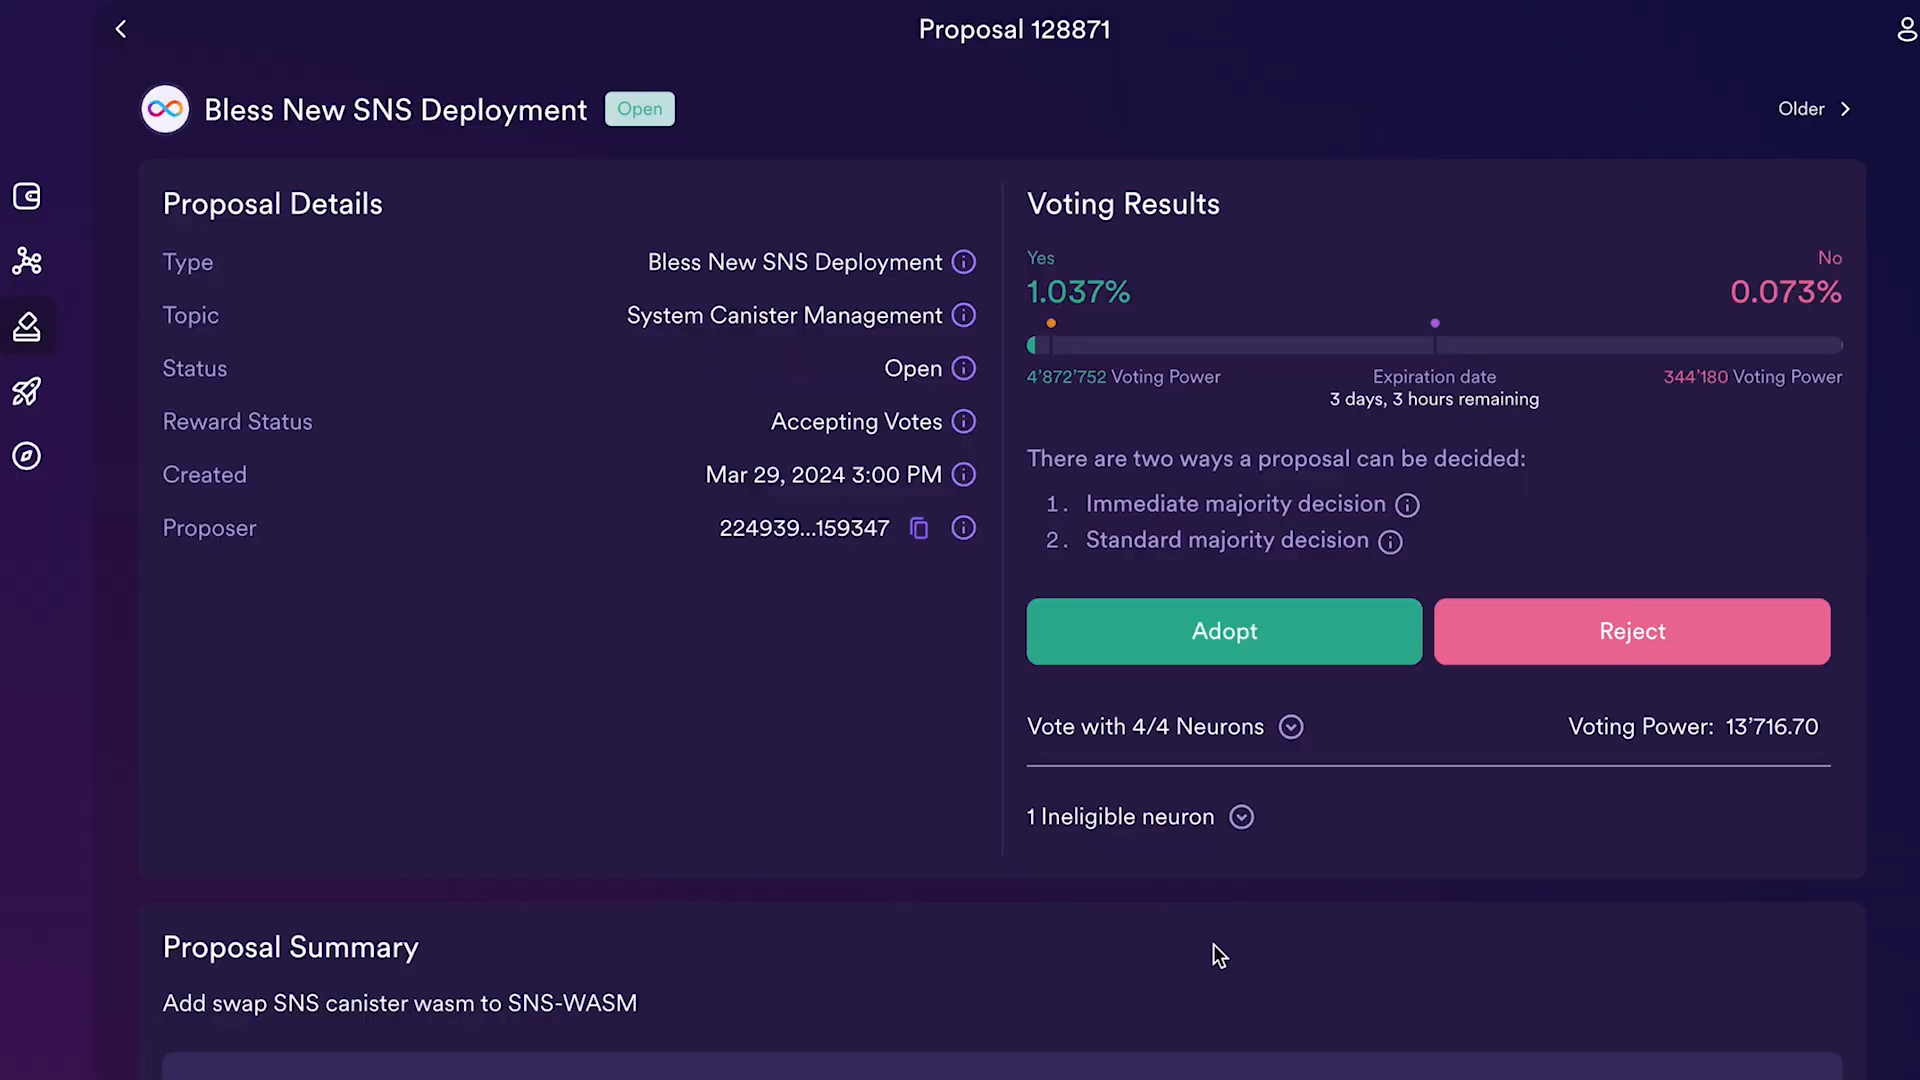 Proposal 128871
Bless New SNS Deployment Open
Older
Proposal Details
Type Bless New SNS Deployment
Topic System Canister Management
Status Open
Reward Status Accepting Votes
Created Mar 29, 2024 3:00 PM
Proposer 224939...159347
Voting Results
Yes No
1.037% 0.073%
4'872'752 Voting Power Expiration date 344'180 Voting Power
3 days, 3 hours remaining
There are two ways a proposal can be decided:
1. Immediate majority decision
2. Standard majority decision
Adopt Reject
Vote with 4/4 Neurons Voting Power: 13'716.70
1 Ineligible neuron
Proposal Summary
Add swap SNS canister wasm to SNS-WASM